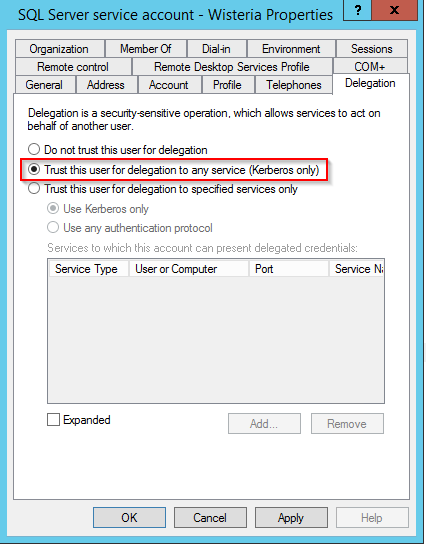 SQL Server service account - Wisteria Properties ? x
Organization Member Of Dial-in Environment Sessions
Remote control Remote Desktop Services Profile COM+
General Address Account Profile Telephones Delegation
Delegation is a security-sensitive operation, which allows services to act on
behalf of another user.
Do not trust this user for delegation
Trust this user for delegation to any service (Kerberos only)
Trust this user for delegation to specified services only
Use Kerberos only
Use any authentication protocol
Services to which this account can present delegated credentials:
Service Type User or Computer Port Service Na
Expanded Add... Remove
OK Cancel Apply Help